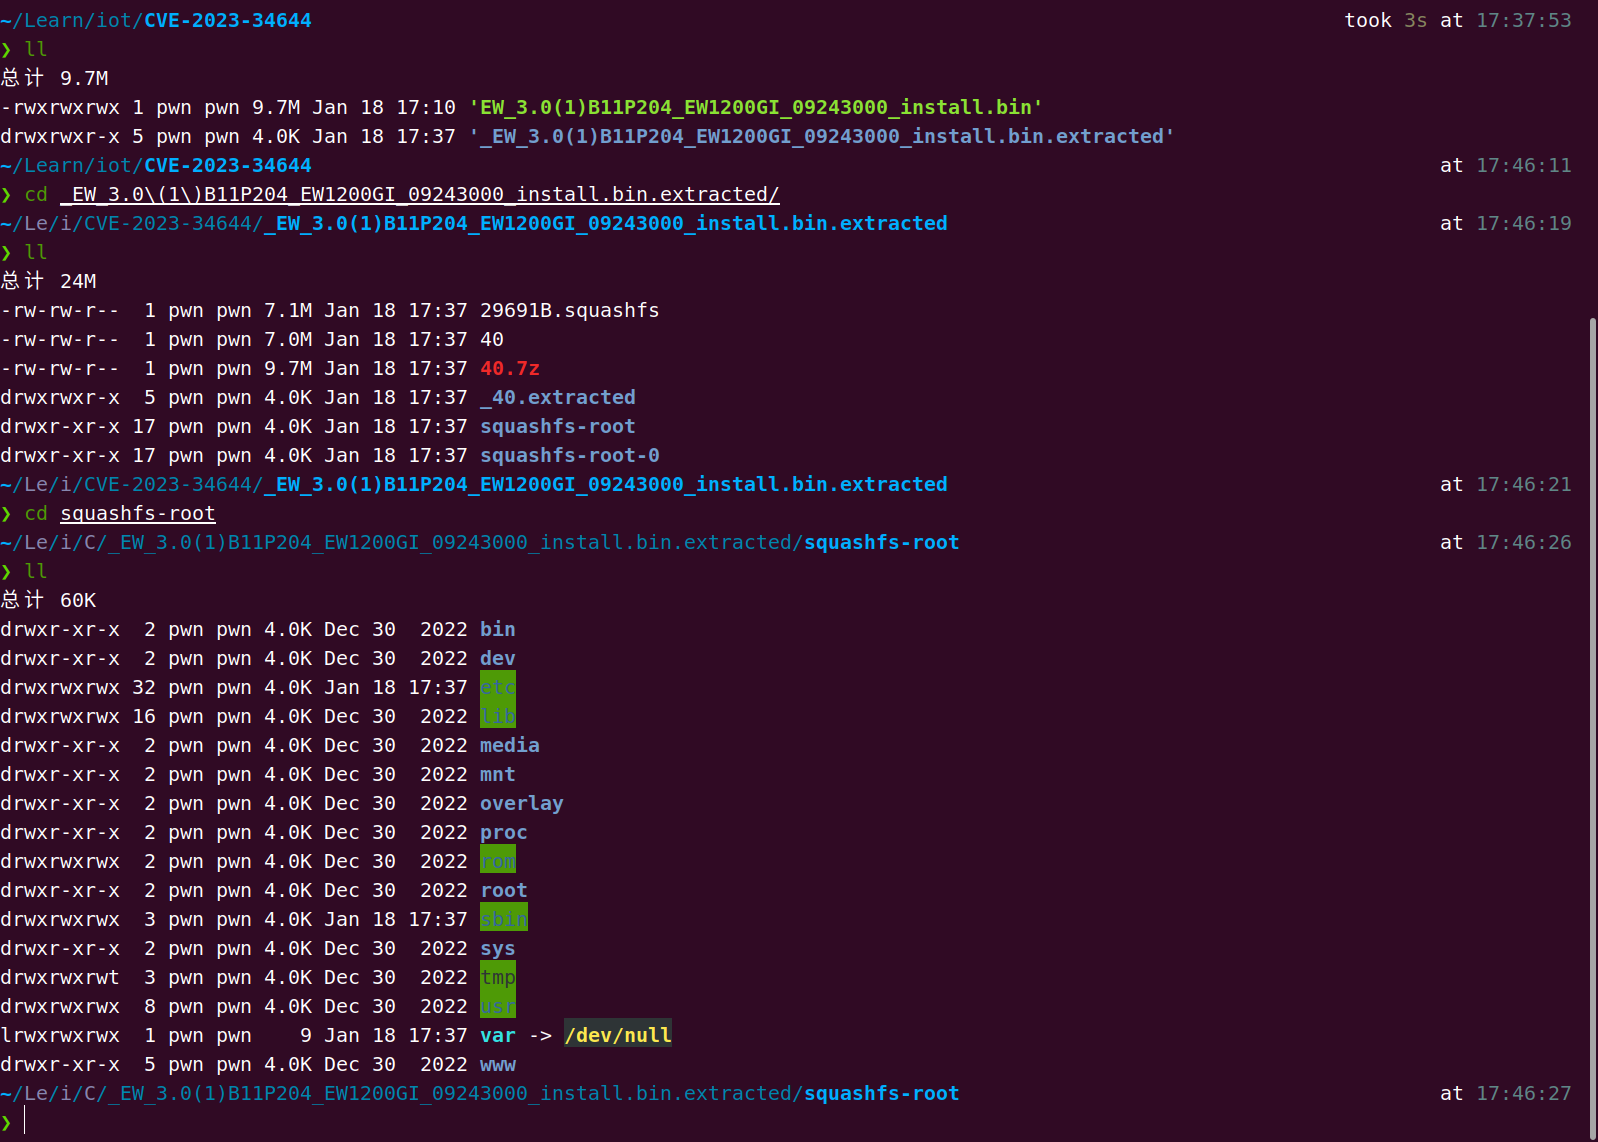 ~/Learn/iot/CVE-2023-34644 took 3s at 17:37:53
❯ ll
总计 9.7M
-rwxrwxrwx 1 pwn pwn 9.7M Jan 18 17:10 'EW_3.0(1)B11P204_EW1200GI_09243000_install.bin'
drwxrwxr-x 5 pwn pwn 4.0K Jan 18 17:37 '_EW_3.0(1)B11P204_EW1200GI_09243000_install.bin.extracted'
~/Learn/iot/CVE-2023-34644 at 17:46:11
❯ cd _EW_3.0\(1\)B11P204_EW1200GI_09243000_install.bin.extracted/
~/Le/i/CVE-2023-34644/_EW_3.0(1)B11P204_EW1200GI_09243000_install.bin.extracted at 17:46:19
❯ ll
总计 24M
-rw-rw-r--  1 pwn pwn 7.1M Jan 18 17:37 29691B.squashfs
-rw-rw-r--  1 pwn pwn 7.0M Jan 18 17:37 40
-rw-rw-r--  1 pwn pwn 9.7M Jan 18 17:37 40.7z
drwxrwxr-x  5 pwn pwn 4.0K Jan 18 17:37 _40.extracted
drwxr-xr-x 17 pwn pwn 4.0K Jan 18 17:37 squashfs-root
drwxr-xr-x 17 pwn pwn 4.0K Jan 18 17:37 squashfs-root-0
~/Le/i/CVE-2023-34644/_EW_3.0(1)B11P204_EW1200GI_09243000_install.bin.extracted at 17:46:21
❯ cd squashfs-root
~/Le/i/C/_EW_3.0(1)B11P204_EW1200GI_09243000_install.bin.extracted/squashfs-root at 17:46:26
❯ ll
总计 60K
drwxr-xr-x  2 pwn pwn 4.0K Dec 30  2022 bin
drwxr-xr-x  2 pwn pwn 4.0K Dec 30  2022 dev
drwxrwxrwx 32 pwn pwn 4.0K Jan 18 17:37 etc
drwxrwxrwx 16 pwn pwn 4.0K Dec 30  2022 lib
drwxr-xr-x  2 pwn pwn 4.0K Dec 30  2022 media
drwxr-xr-x  2 pwn pwn 4.0K Dec 30  2022 mnt
drwxr-xr-x  2 pwn pwn 4.0K Dec 30  2022 overlay
drwxr-xr-x  2 pwn pwn 4.0K Dec 30  2022 proc
drwxrwxrwx  2 pwn pwn 4.0K Dec 30  2022 rom
drwxr-xr-x  2 pwn pwn 4.0K Dec 30  2022 root
drwxrwxrwx  3 pwn pwn 4.0K Jan 18 17:37 sbin
drwxr-xr-x  2 pwn pwn 4.0K Dec 30  2022 sys
drwxrwxrwt  3 pwn pwn 4.0K Dec 30  2022 tmp
drwxrwxrwx  8 pwn pwn 4.0K Dec 30  2022 usr
lrwxrwxrwx  1 pwn pwn    9 Jan 18 17:37 var -> /dev/null
drwxr-xr-x  5 pwn pwn 4.0K Dec 30  2022 www
~/Le/i/C/_EW_3.0(1)B11P204_EW1200GI_09243000_install.bin.extracted/squashfs-root at 17:46:27
❯